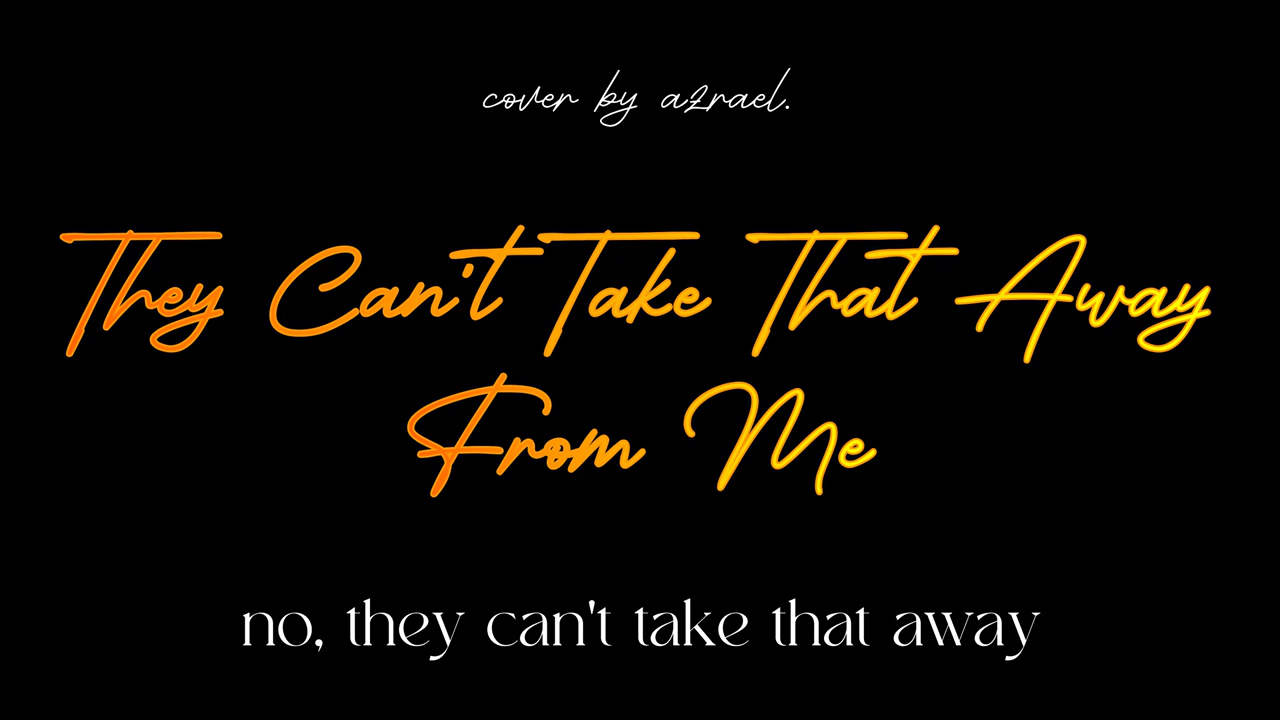 cover by azrael.
They Can't Take That Away
From Me
no, they can't take that away